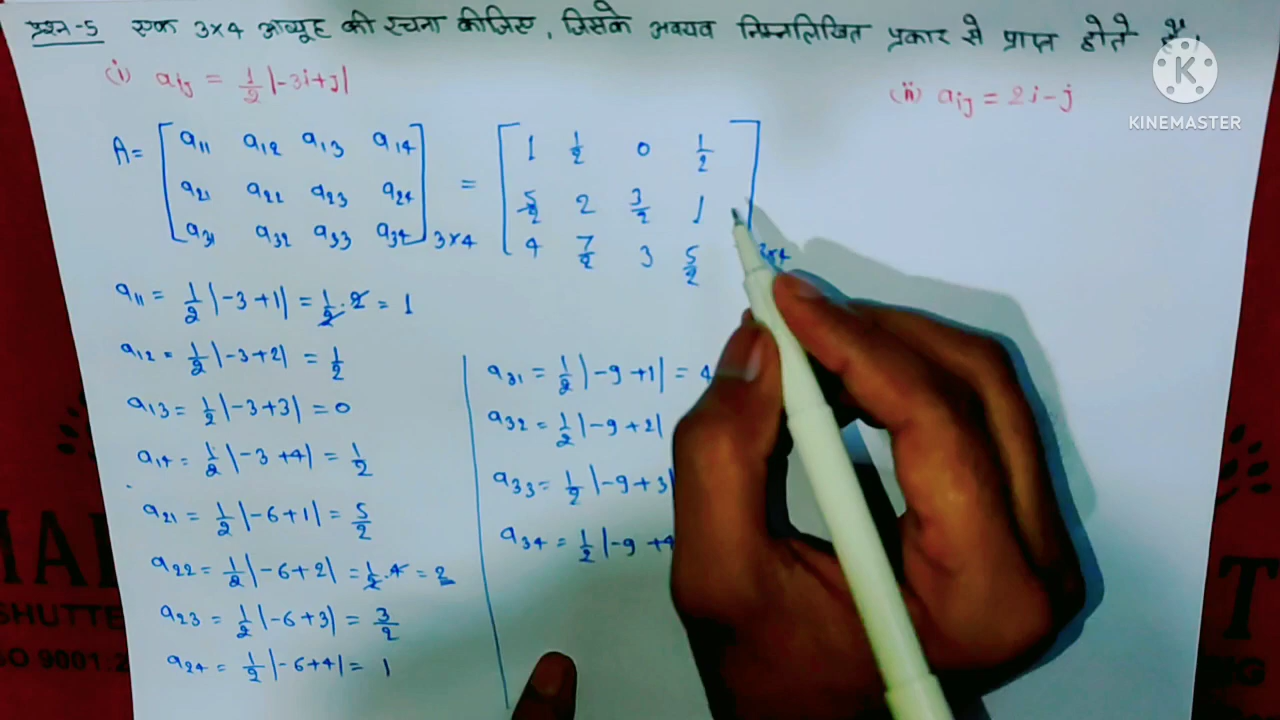 प्रश्न-5 एक 3×4 आव्यूह की रचना कीजिए, जिसके अवयव निम्नलिखित प्रकार से प्राप्त होते हैं।
(i) aij = 1/2 |-3i+j|
(ii) aij = 2i-j
KINEMASTER
A = [a11 a12 a13 a14 = [1 1/2 0 1/2
a21 a22 a23 a24 5/2 2 3/2 1
a31 a32 a33 a34]3×4 4 7/2 3 5/2]3×4
a11 = 1/2 |-3+1| = 1/2 . 2 = 1
a12 = 1/2 |-3+2| = 1/2
a13 = 1/2 |-3+3| = 0
a14 = 1/2 |-3+4| = 1/2
a21 = 1/2 |-6+1| = 5/2
a22 = 1/2 |-6+2| = 1/2 . 4 = 2
a23 = 1/2 |-6+3| = 3/2
a24 = 1/2 |-6+4| = 1
a31 = 1/2 |-9+1| = 4
a32 = 1/2 |-9+2|
a33 = 1/2 |-9+3|
a34 = 1/2 |-9+4
SHUTTE
ISO 9001:2